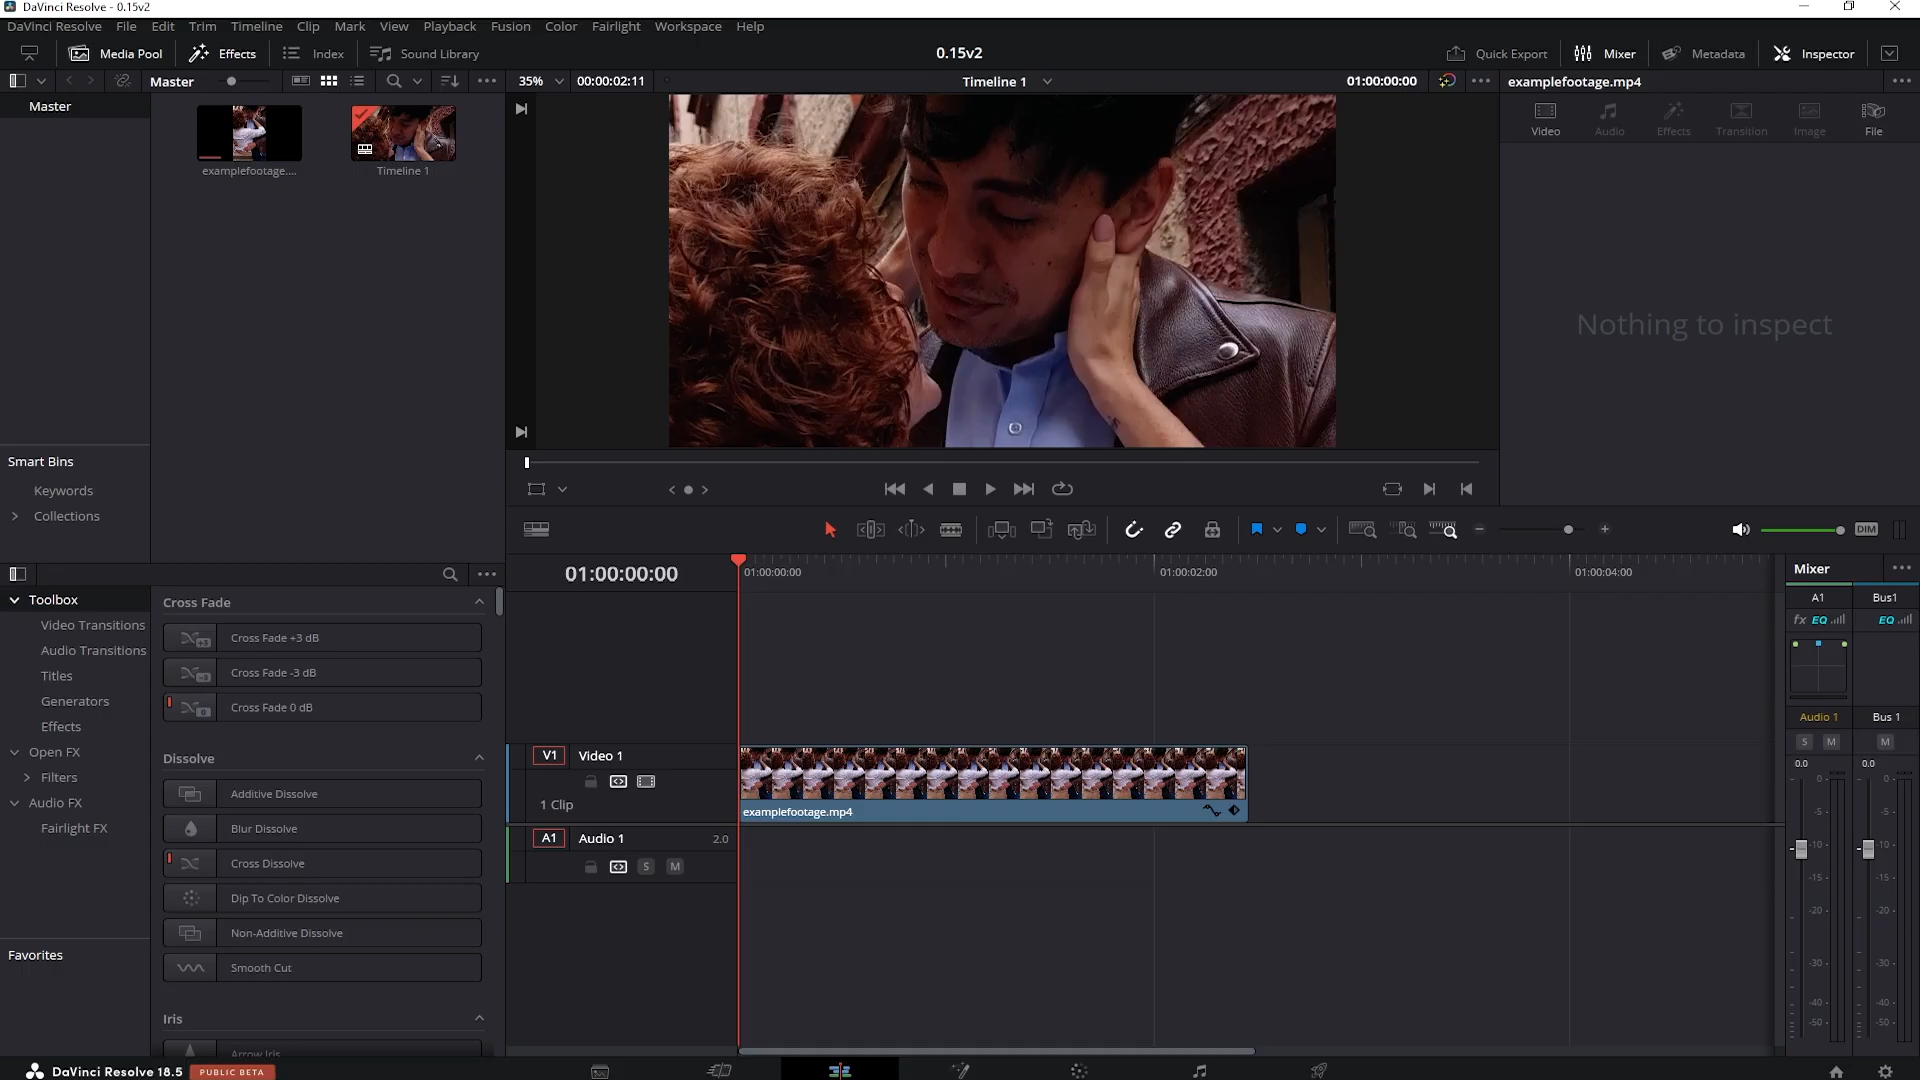 DaVinci Resolve - 0.15v2
DaVinci Resolve File Edit Trim Timeline Clip Mark View Playback Fusion Color Fairlight Workspace Help
Media Pool Effects Index Sound Library 0.15v2 Quick Export Mixer Metadata Inspector
Master 35% 00:00:02:11 Timeline 1 01:00:00:00 examplefootage.mp4
Master
Video Audio Effects Transition Image File
examplefootage.... Timeline 1
Nothing to inspect
Smart Bins
Keywords
Collections
DIM
01:00:00:00 01:00:00:00 01:00:02:00 01:00:04:00 Mixer
Toolbox
Video Transitions
Audio Transitions
Titles
Generators
Effects
Open FX
Filters
Audio FX
Fairlight FX
Favorites
Cross Fade
+3 Cross Fade +3 dB
-3 Cross Fade -3 dB
0 Cross Fade 0 dB
Dissolve
Additive Dissolve
Blur Dissolve
Cross Dissolve
Dip To Color Dissolve
Non-Additive Dissolve
Smooth Cut
Iris
Arrow Iris
V1 Video 1
1 Clip
examplefootage.mp4
A1 Audio 1 2.0
S M
A1 Bus1
fx EQ EQ
Audio 1 Bus 1
S M M
0.0 0.0
0 0
-5 -5
-10 -10
-15 -15
-20 -20
-30 -30
-40 -40
-50 -50
DaVinci Resolve 18.5 PUBLIC BETA